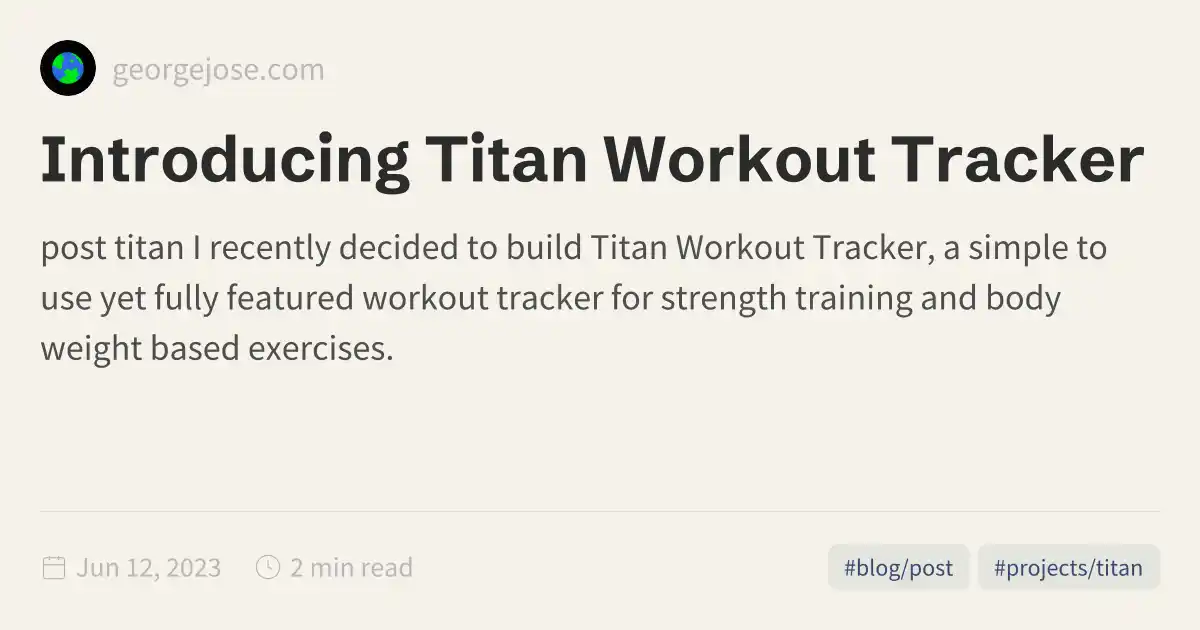 georgejose.com
Introducing Titan Workout Tracker
post titan I recently decided to build Titan Workout Tracker, a simple to
use yet fully featured workout tracker for strength training and body
weight based exercises.
Jun 12, 2023 2 min read #blog/post #projects/titan